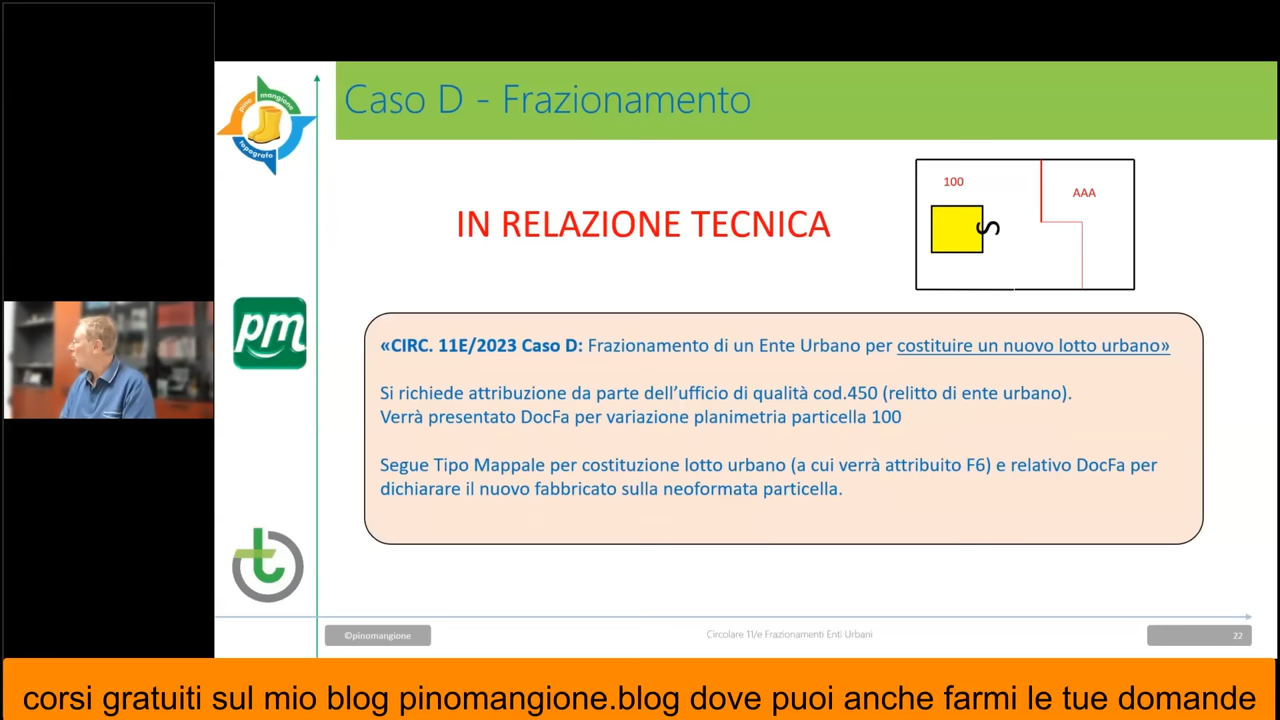 Caso D - Frazionamento
pino
mangione
topografo
100
AAA
S
IN RELAZIONE TECNICA
pm
«CIRC. 11E/2023 Caso D: Frazionamento di un Ente Urbano per costituire un nuovo lotto urbano»
Si richiede attribuzione da parte dell’ufficio di qualità cod.450 (relitto di ente urbano).
Verrà presentato DocFa per variazione planimetria particella 100
Segue Tipo Mappale per costituzione lotto urbano (a cui verrà attribuito F6) e relativo DocFa per
dichiarare il nuovo fabbricato sulla neoformata particella.
©pinomangione
Circolare 11/e Frazionamenti Enti Urbani
22
corsi gratuiti sul mio blog pinomangione.blog dove puoi anche farmi le tue domande